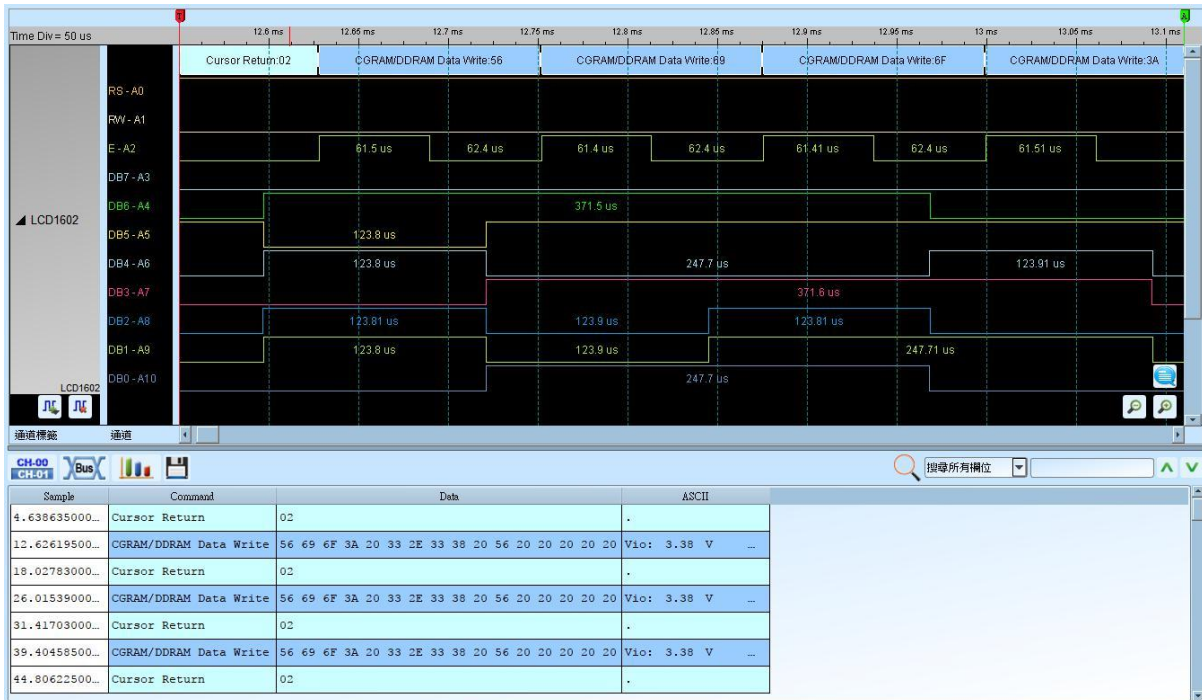 Time Div = 50 us
12.6 ms 12.65 ms 12.7 ms 12.75 ms 12.8 ms 12.85 ms 12.9 ms 12.95 ms 13 ms 13.05 ms 13.1 ms
Cursor Return:02 CGRAM/DDRAM Data Write:56 CGRAM/DDRAM Data Write:69 CGRAM/DDRAM Data Write:6F CGRAM/DDRAM Data Write:3A
RS - A0
RW - A1
E - A2 61.5 us 62.4 us 61.4 us 62.4 us 61.41 us 62.4 us 61.51 us
DB7 - A3
DB6 - A4 371.5 us
LCD1602
DB5 - A5 123.8 us
DB4 - A6 123.8 us 247.7 us 123.91 us
DB3 - A7 371.6 us
DB2 - A8 123.81 us 123.9 us 123.81 us
DB1 - A9 123.8 us 123.9 us 247.71 us
LCD1602
DB0 - A10 247.7 us
通道標籤 通道
CH-00
CH-01 Bus 搜尋所有欄位
Sample Command Data ASCII
4.638635000... Cursor Return 02 .
12.62619500... CGRAM/DDRAM Data Write 56 69 6F 3A 20 33 2E 33 38 20 56 20 20 20 20 20 Vio: 3.38 V ...
18.02783000... Cursor Return 02 .
26.01539000... CGRAM/DDRAM Data Write 56 69 6F 3A 20 33 2E 33 38 20 56 20 20 20 20 20 Vio: 3.38 V ...
31.41703000... Cursor Return 02 .
39.40458500... CGRAM/DDRAM Data Write 56 69 6F 3A 20 33 2E 33 38 20 56 20 20 20 20 20 Vio: 3.38 V ...
44.80622500... Cursor Return 02 .